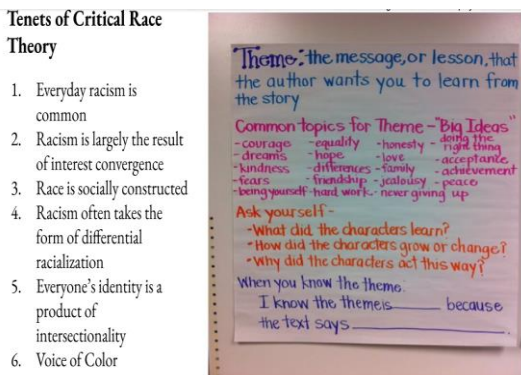 Tenets of Critical Race
Theory
1. Everyday racism is
common
2. Racism is largely the result
of interest convergence
3. Race is socially constructed
4. Racism often takes the
form of differential
racialization
5. Everyone's identity is a
product of
intersectionality
6. Voice of Color
Theme: the message, or lesson, that
the author wants you to learn from
the story
Common topics for Theme - "Big Ideas"
- courage - equality - honesty - doing the right thing
- dreams - hope - love - acceptance
- kindness - differences - family - achievement
- fears - friendship - jealousy - peace
- being yourself - hard work - never giving up
Ask yourself -
- What did the characters learn?
- How did the characters grow or change?
- Why did the characters act this way?
When you know the theme.
I know the theme is_____ because
the text says __________.